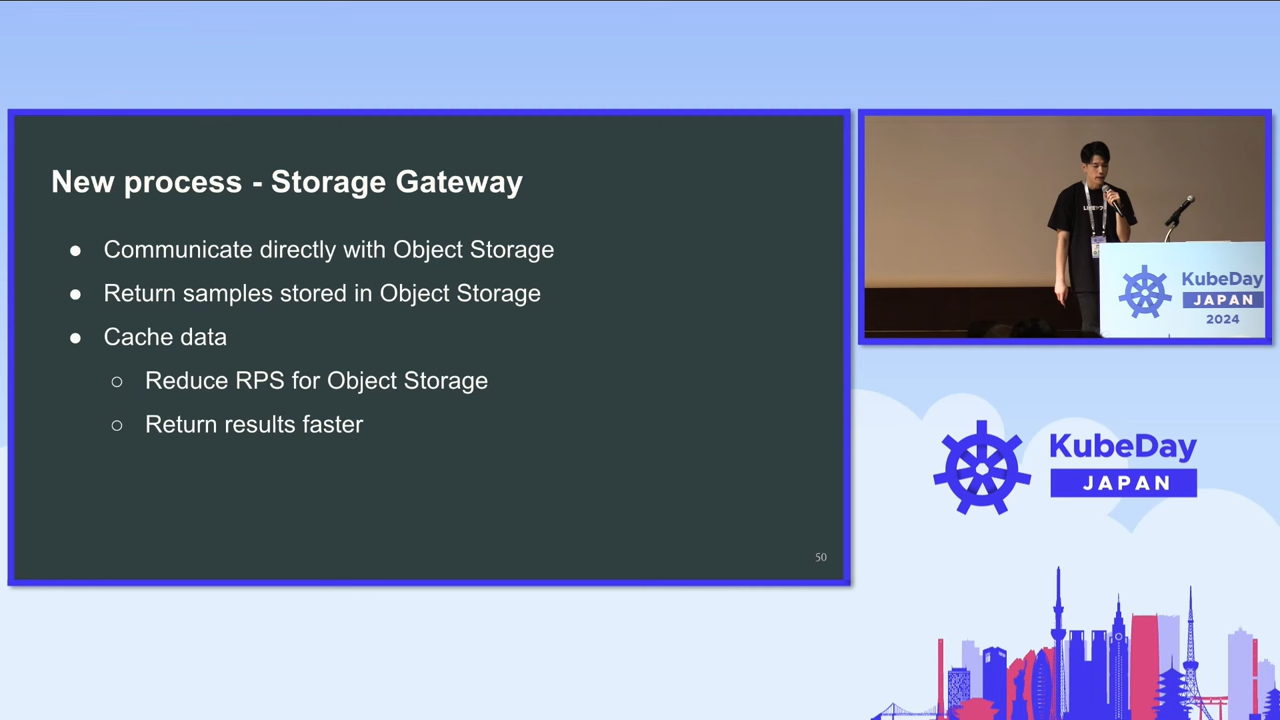 New process - Storage Gateway
● Communicate directly with Object Storage
● Return samples stored in Object Storage
● Cache data
○ Reduce RPS for Object Storage
○ Return results faster
50
KubeDay
JAPAN
2024
KubeDay
JAPAN